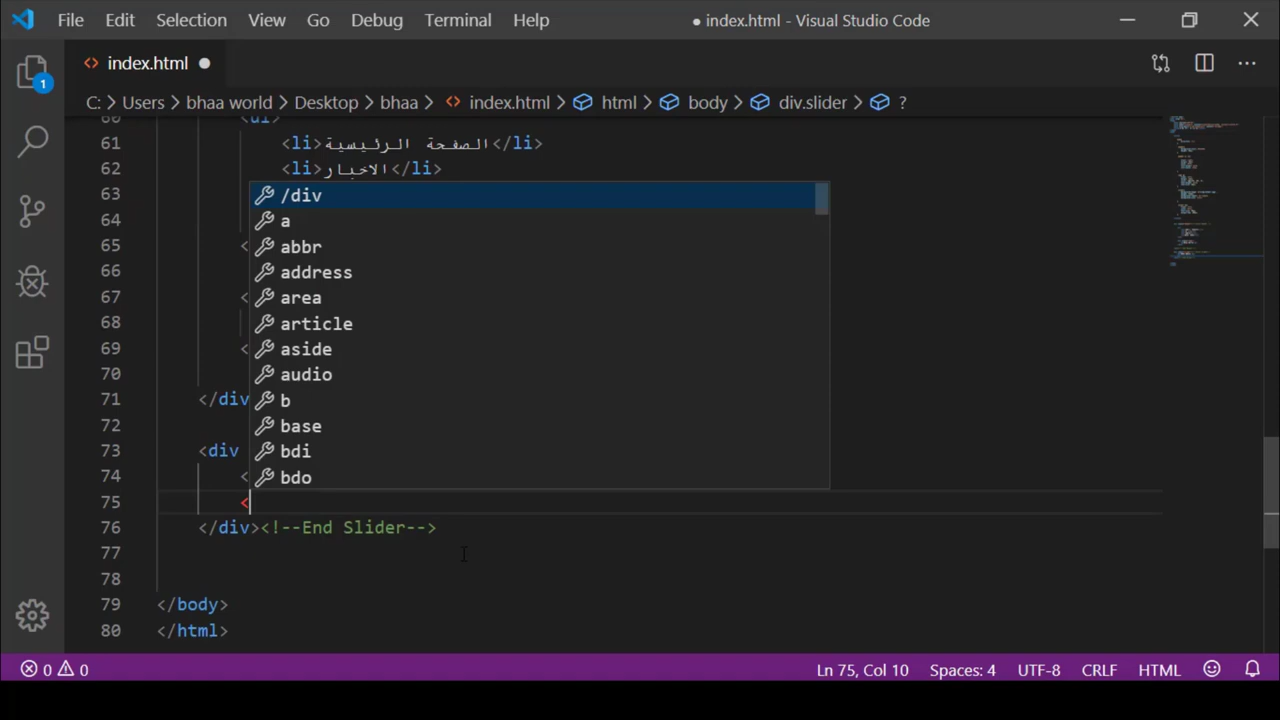 File Edit Selection View Go Debug Terminal Help ● index.html - Visual Studio Code
index.html
1
C: Users bhaa world Desktop bhaa index.html html body div.slider ?
60 <ul>
61 <li>الصفحة الرئيسية</li>
62 <li>الاخبار</li>
63 /div
64 a
65 < abbr
66 address
67 < area
68 article
69 < aside
70 audio
71 </div b
72 base
73 <div bdi
74 < bdo
75 <
76 </div><!--End Slider-->
77
78
79 </body>
80 </html>
0 0 Ln 75, Col 10 Spaces: 4 UTF-8 CRLF HTML